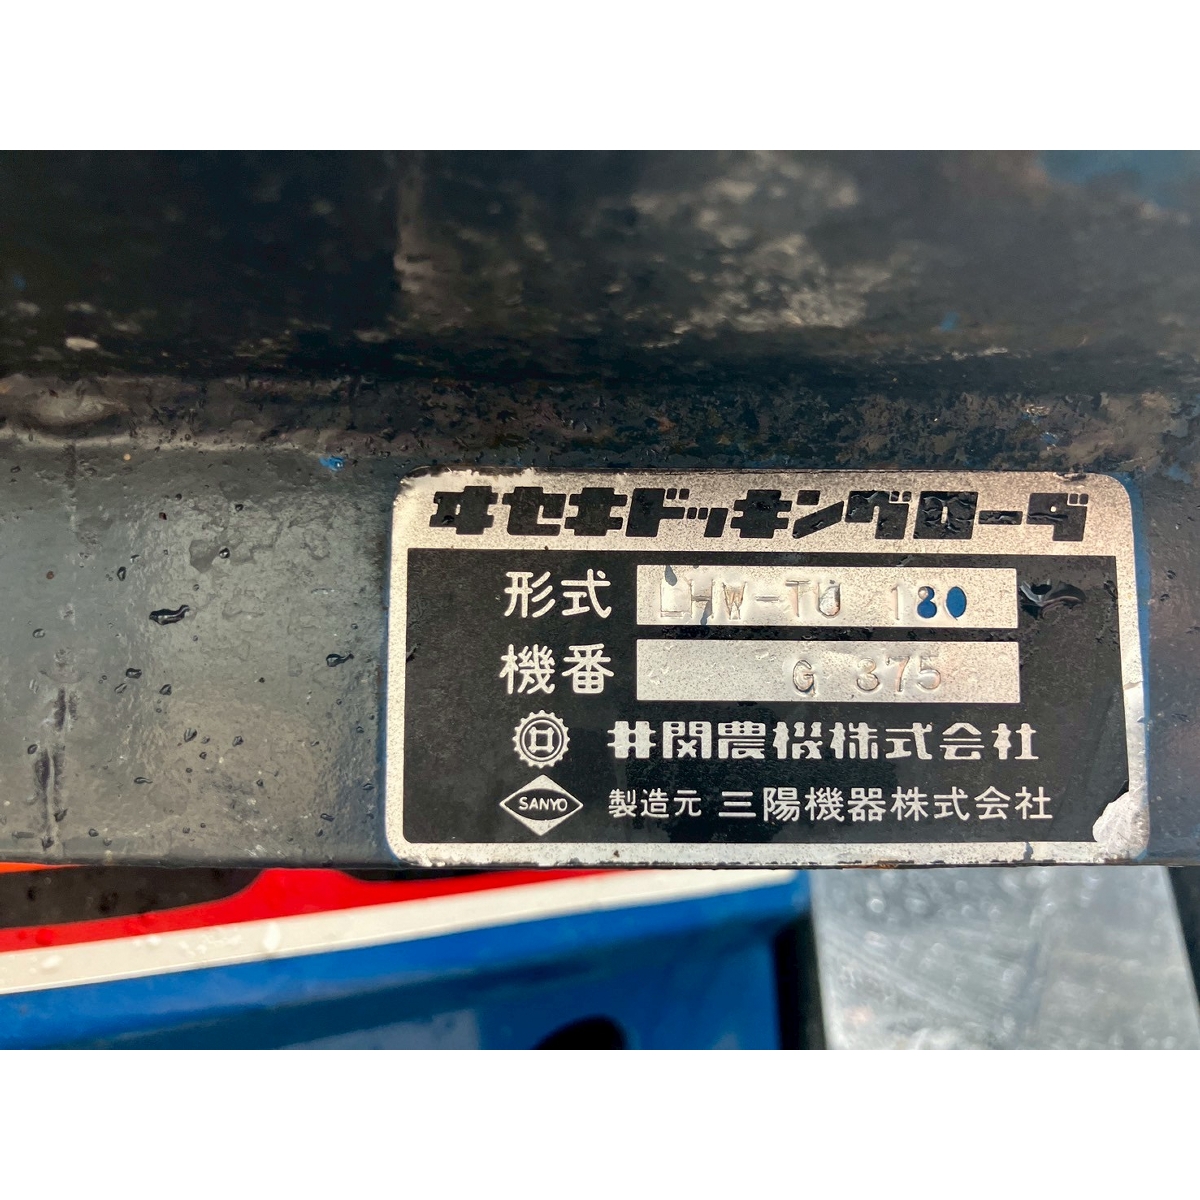 ヰセキドッキングローダ
形式 LHW-TU 180
機番 G 375
井関農機株式会社
SANYO 製造元 三陽機器株式会社